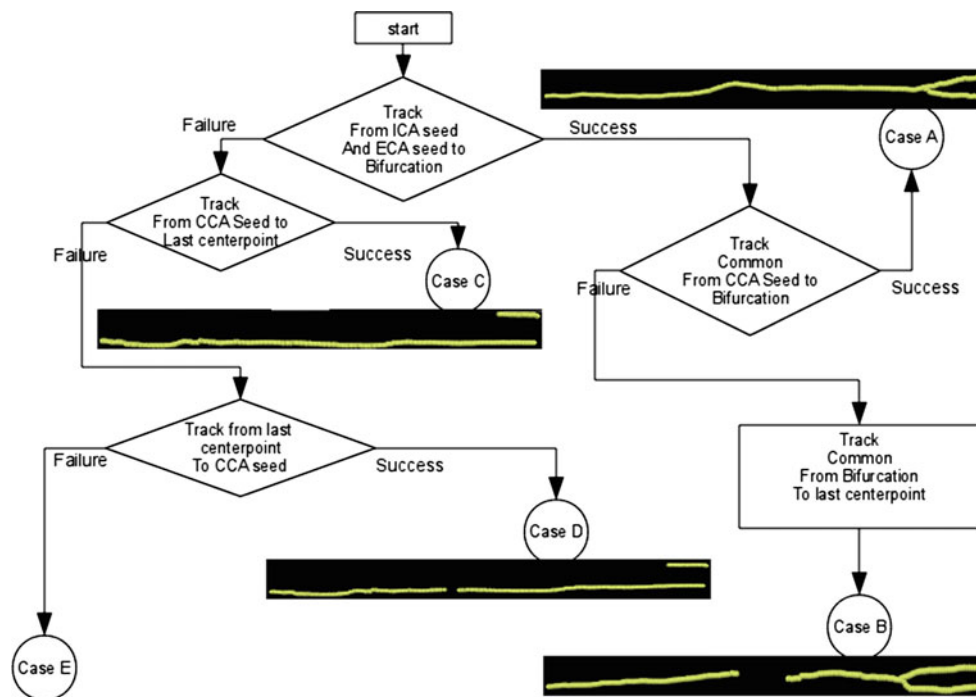 start
Track
From ICA seed
And ECA seed to
Bifurcation
Failure
Success
Case A
Track
From CCA Seed to
Last centerpoint
Failure
Success
Case C
Track
Common
From CCA Seed to
Bifurcation
Failure
Success
Track from last
centerpoint
To CCA seed
Failure
Success
Case D
Track
Common
From Bifurcation
To last centerpoint
Case E
Case B